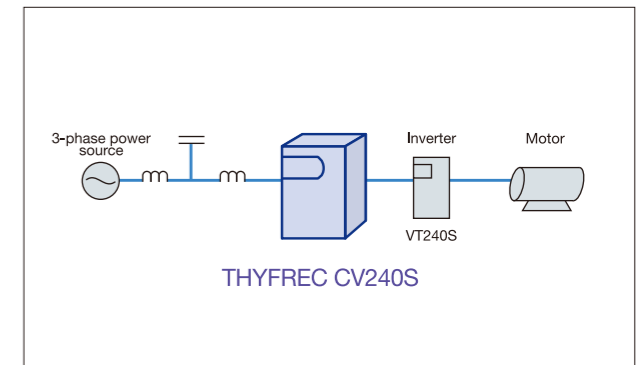 3-phase power
source
Inverter
Motor
VT240S
THYFREC CV240S